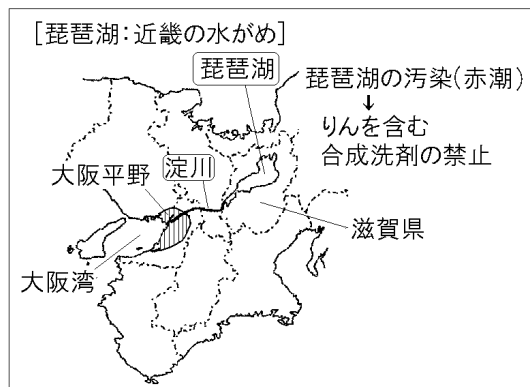 [琵琶湖:近畿の水がめ]
琵琶湖
琵琶湖の汚染(赤潮)
りんを含む
合成洗剤の禁止
淀川
大阪平野
滋賀県
大阪湾